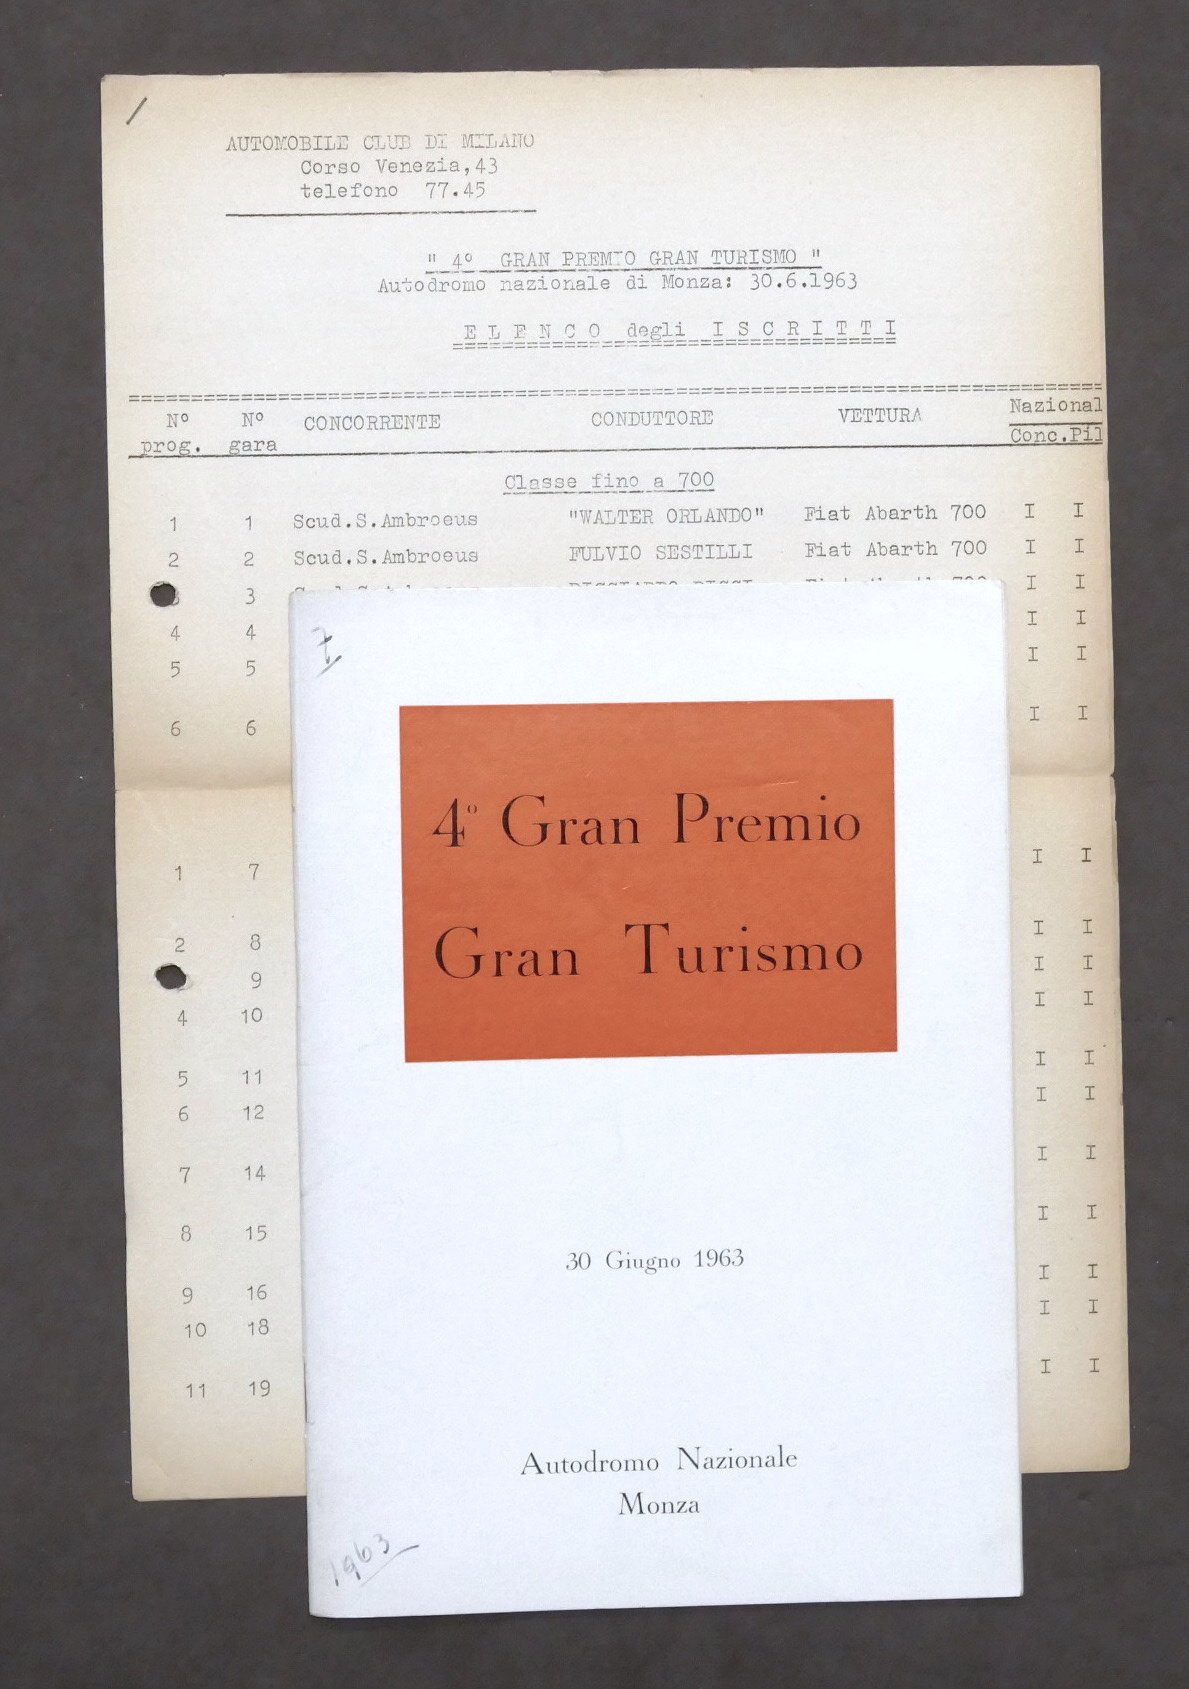 AUTOMOBILE CLUB DI MILANO
Corso Venezia,43
telefono 77.45
" 4° GRAN PREMIO GRAN TURISMO "
Autodromo nazionale di Monza: 30.6.1963
E L E N C O degli I S C R I T T I
N° N° CONCORRENTE CONDUTTORE VETTURA Nazional
prog. gara Conc.Pil
Classe fino a 700
1 1 Scud.S.Ambroeus "WALTER ORLANDO" Fiat Abarth 700 I I
2 2 Scud.S.Ambroeus FULVIO SESTILLI Fiat Abarth 700 I I
3 I I
4 4 I I
5 5 I I
6 6 I I
1 7 I I
2 8 I I
9 I I
4 10 I I
5 11 I I
6 12 I I
7 14 I I
8 15 I I
9 16 I I
10 18 I I
11 19 I I
4° Gran Premio
Gran Turismo
30 Giugno 1963
Autodromo Nazionale
Monza
1963